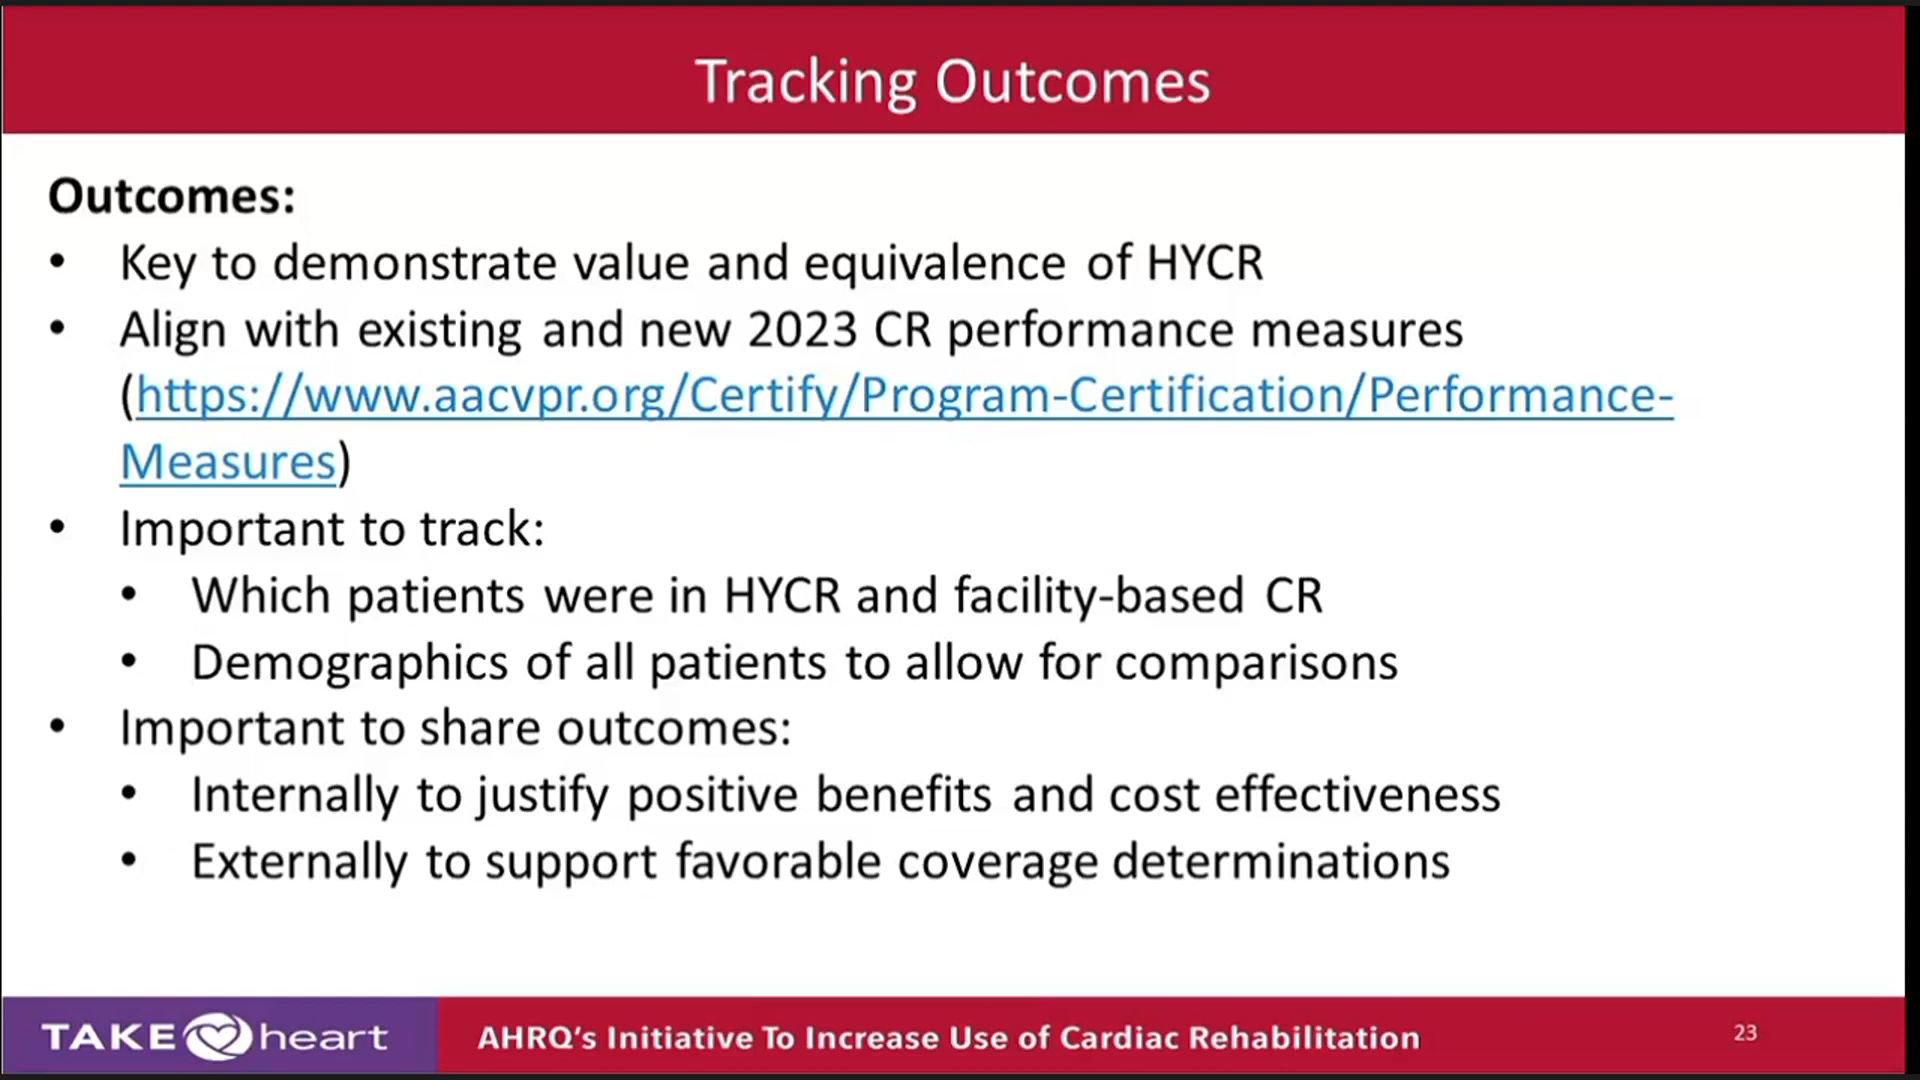 Tracking Outcomes
Outcomes:
• Key to demonstrate value and equivalence of HYCR
• Align with existing and new 2023 CR performance measures
(https://www.aacvpr.org/Certify/Program-Certification/Performance-
Measures)
• Important to track:
• Which patients were in HYCR and facility-based CR
• Demographics of all patients to allow for comparisons
• Important to share outcomes:
• Internally to justify positive benefits and cost effectiveness
• Externally to support favorable coverage determinations
TAKE heart
AHRQ's Initiative To Increase Use of Cardiac Rehabilitation
23